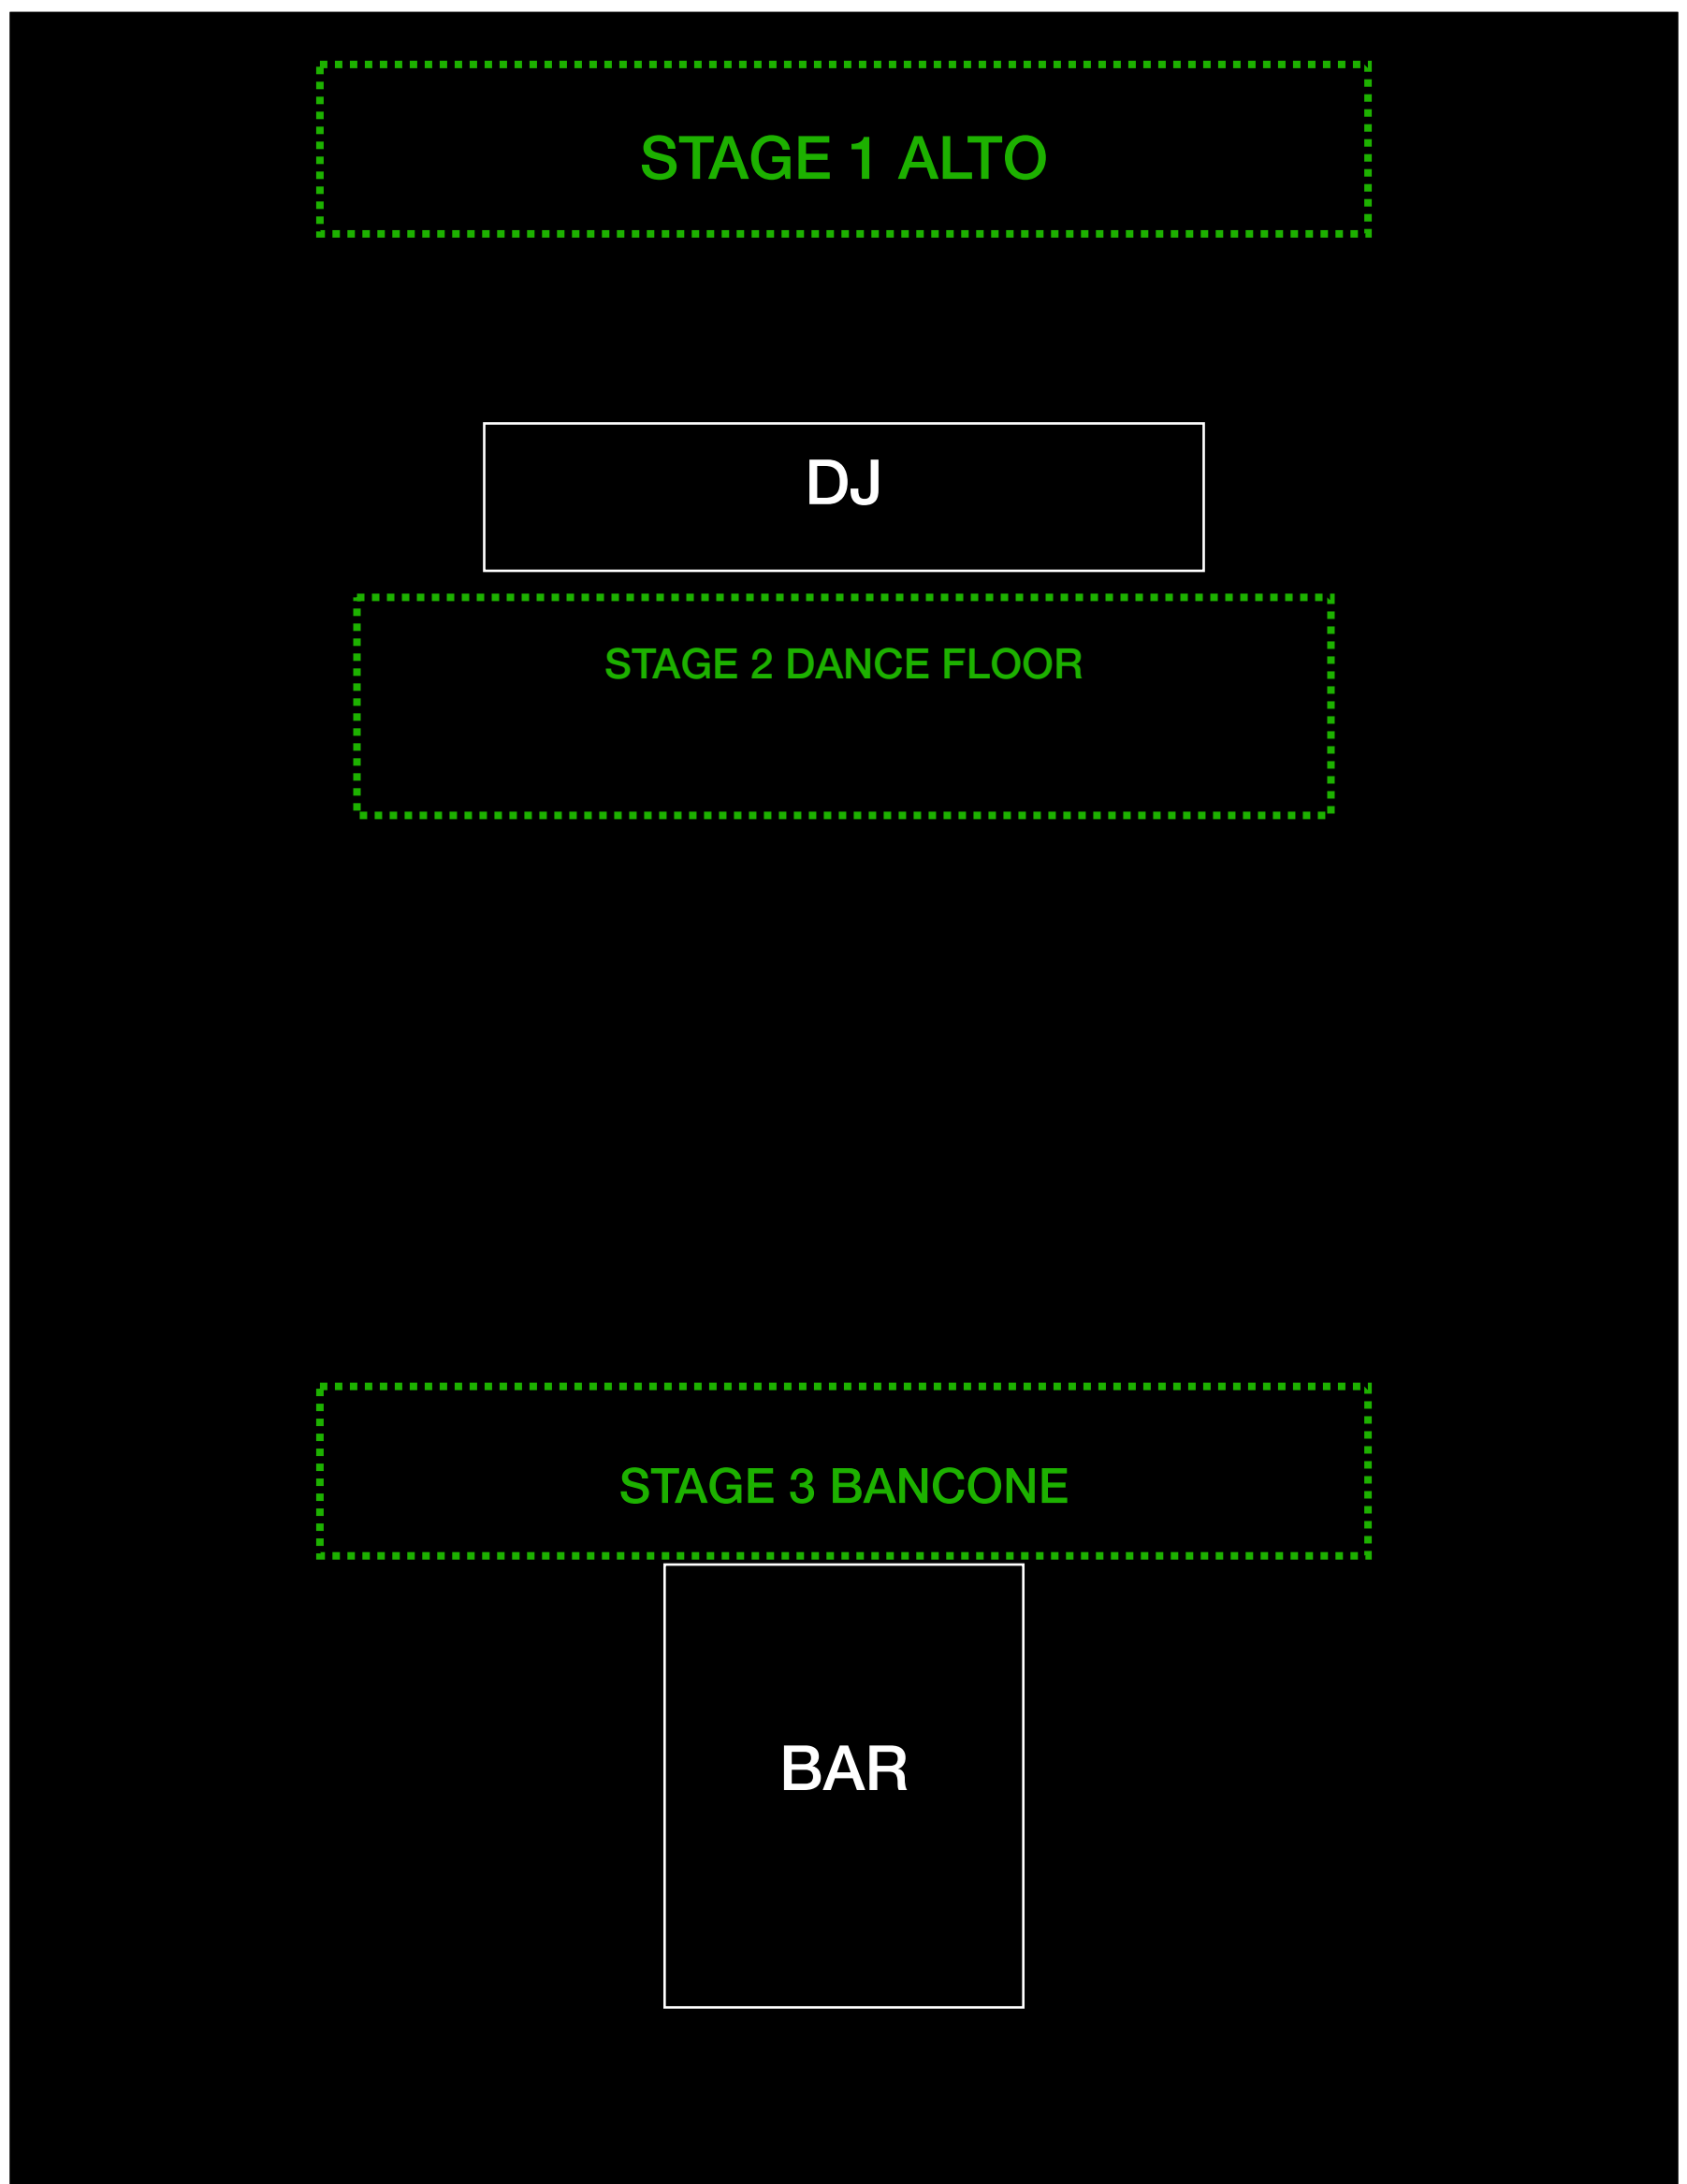 STAGE 1 ALTO
DJ
STAGE 2 DANCE FLOOR
STAGE 3 BANCONE
BAR